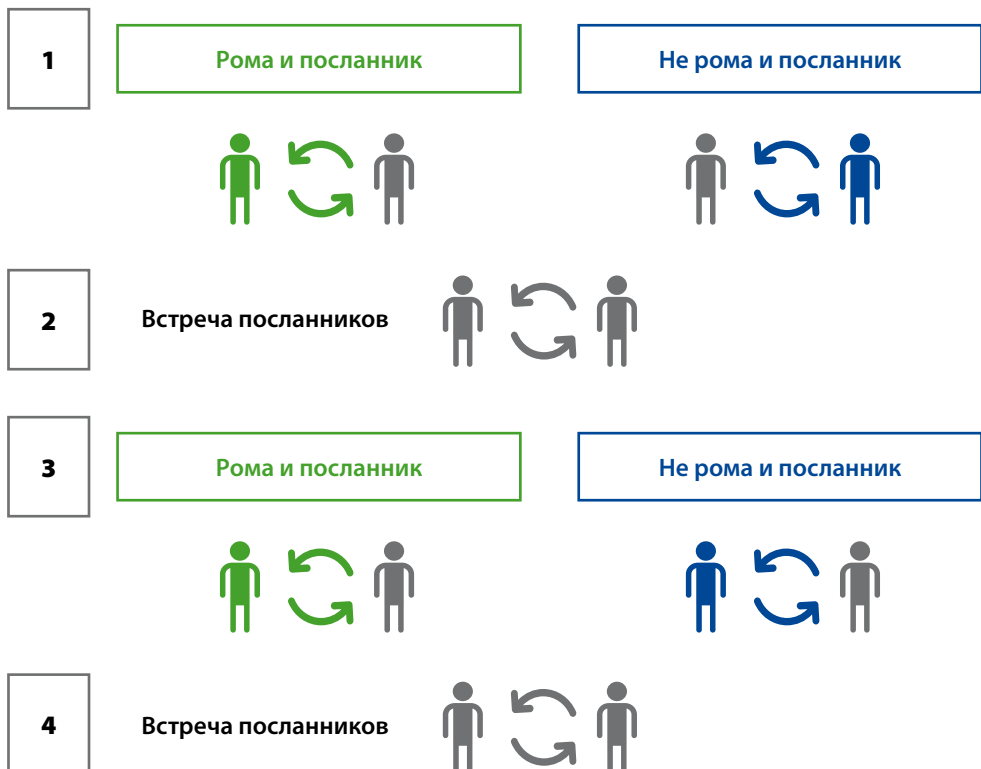 1
Рома и посланник
Не рома и посланник
2
Встреча посланников
3
Рома и посланник
Не рома и посланник
4
Встреча посланников